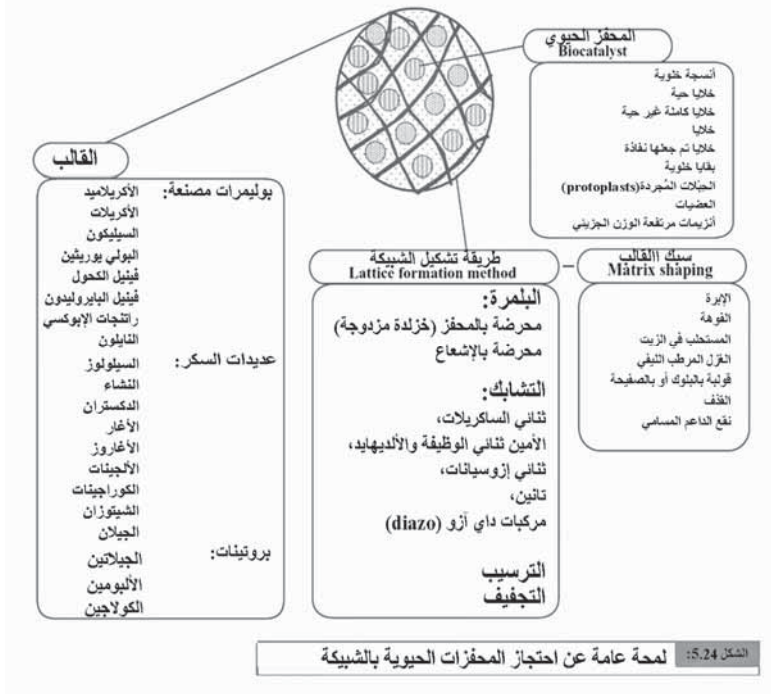 المحفز الحيوي
Biocatalyst
أنسجة خلوية
خلايا حية
خلايا كاملة غير حية
خلايا
خلايا تم جعلها نفاذة
بقايا خلوية
الجبلات المُجردة(protoplasts)
العضيات
أنزيمات مرتفعة الوزن الجزيئي
القالب
بوليمرات مصنعة: الأكريلاميد
الأكريلات
السيليكون
البولي يوريثين
فينيل الكحول
فينيل البايروليدون
راتنجات الإبوكسي
النايلون
عديدات السكر: السيلولوز
النشاء
الدكستران
الأغار
الأغاروز
الألجينات
الكوراجينات
الشيتوزان
الجيلان
بروتينات: الجيلاتين
الألبومين
الكولاجين
طريقة تشكيل الشبيكة
Lattice formation method
البلمرة:
محرضة بالمحفز (خزلدة مزدوجة)
محرضة بالإشعاع
التشابك:
ثنائي الساكريلات،
الأمين ثنائي الوظيفة والألديهايد،
ثنائي إزوسيانات،
تانين،
مركبات داي آزو (diazo)
الترسيب
التجفيف
سبك االقالب
Matrix shaping
الإبرة
الفوهة
المستحلب في الزيت
الغزل المرطب الليفي
قولبة بالبلوك أو بالصفيحة
القذف
نقع الداعم المسامي
الشكل 5.24: لمحة عامة عن احتجاز المحفزات الحيوية بالشبيكة